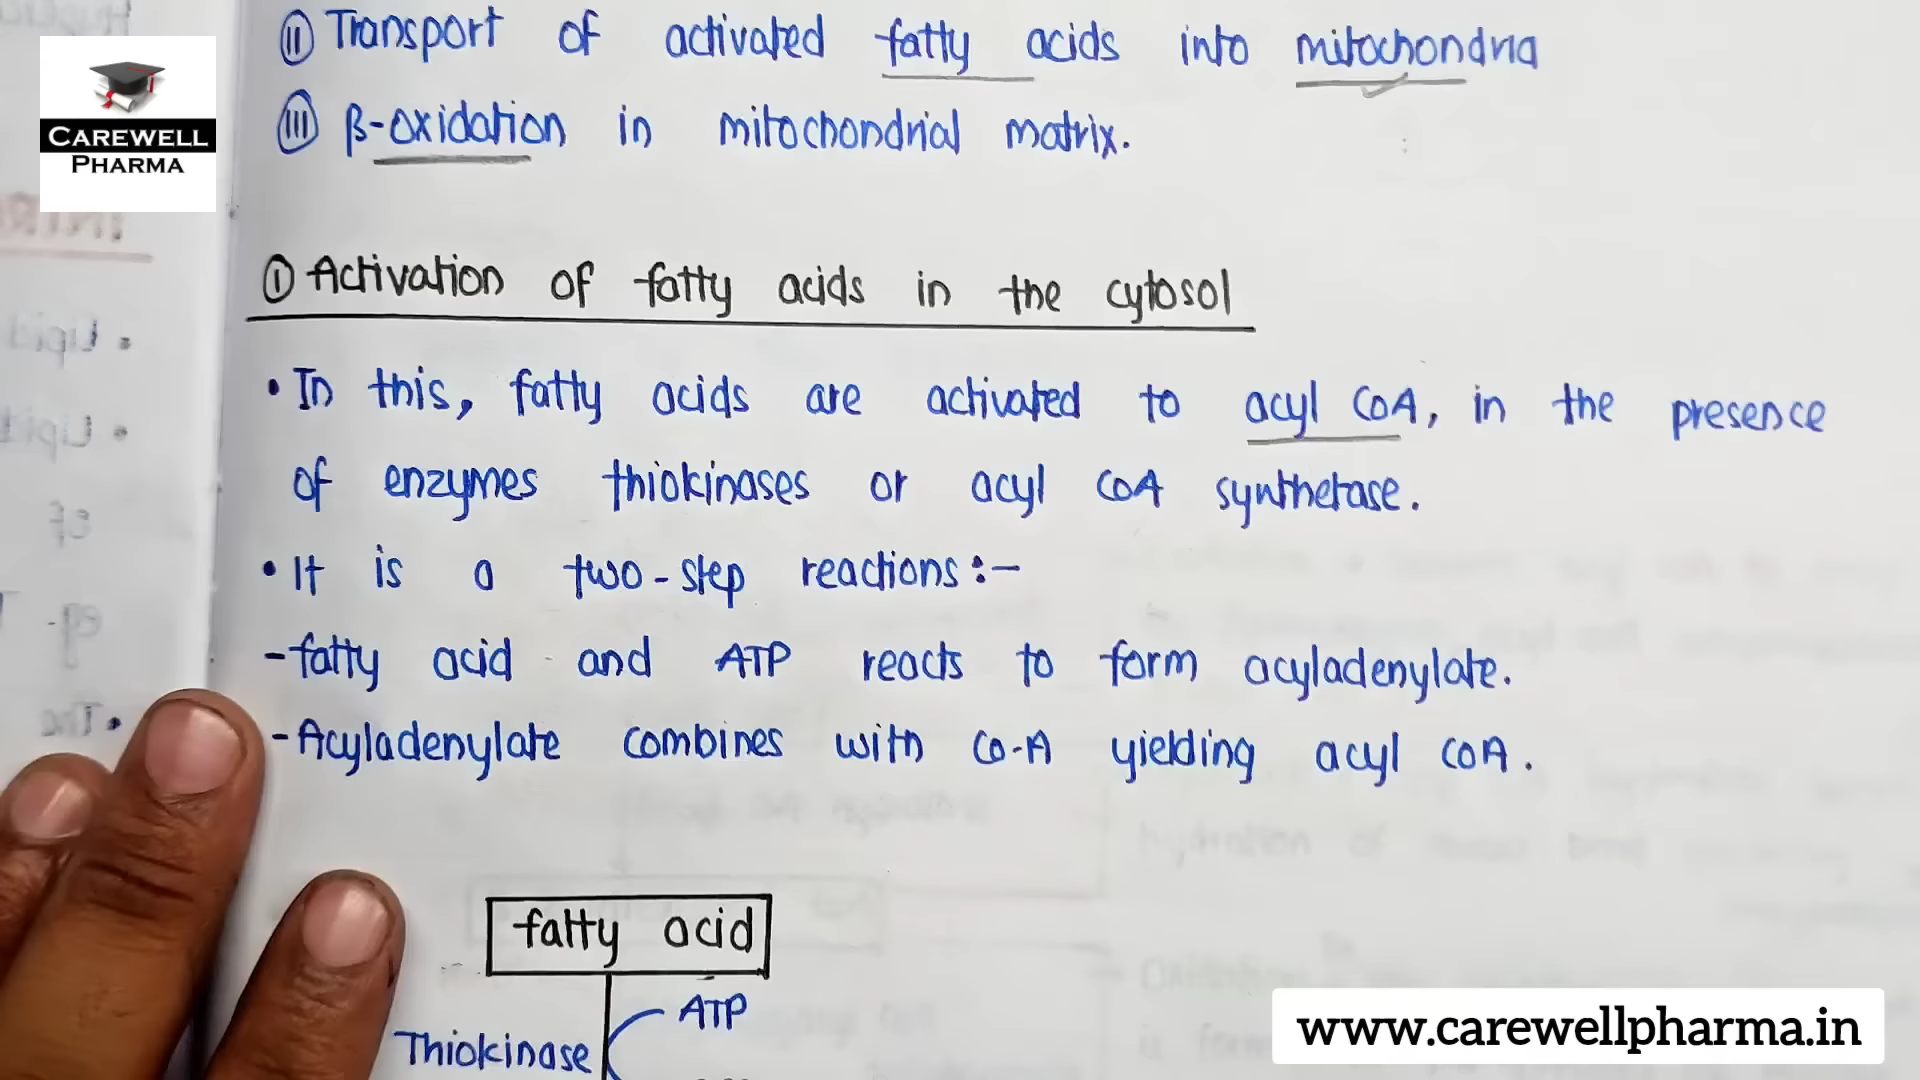 (II) Transport of activated fatty acids into mitochondria
(III) β-oxidation in mitochondrial matrix.
CAREWELL
PHARMA
(1) Activation of fatty acids in the cytosol
• In this, fatty acids are activated to acyl CoA, in the presence
of enzymes thiokinases or acyl CoA synthetase.
• It is a two-step reactions:-
- fatty acid and ATP reacts to form acyladenylate.
- Acyladenylate combines with Co-A yielding acyl CoA.
fatty acid
ATP
Thiokinase
www.carewellpharma.in